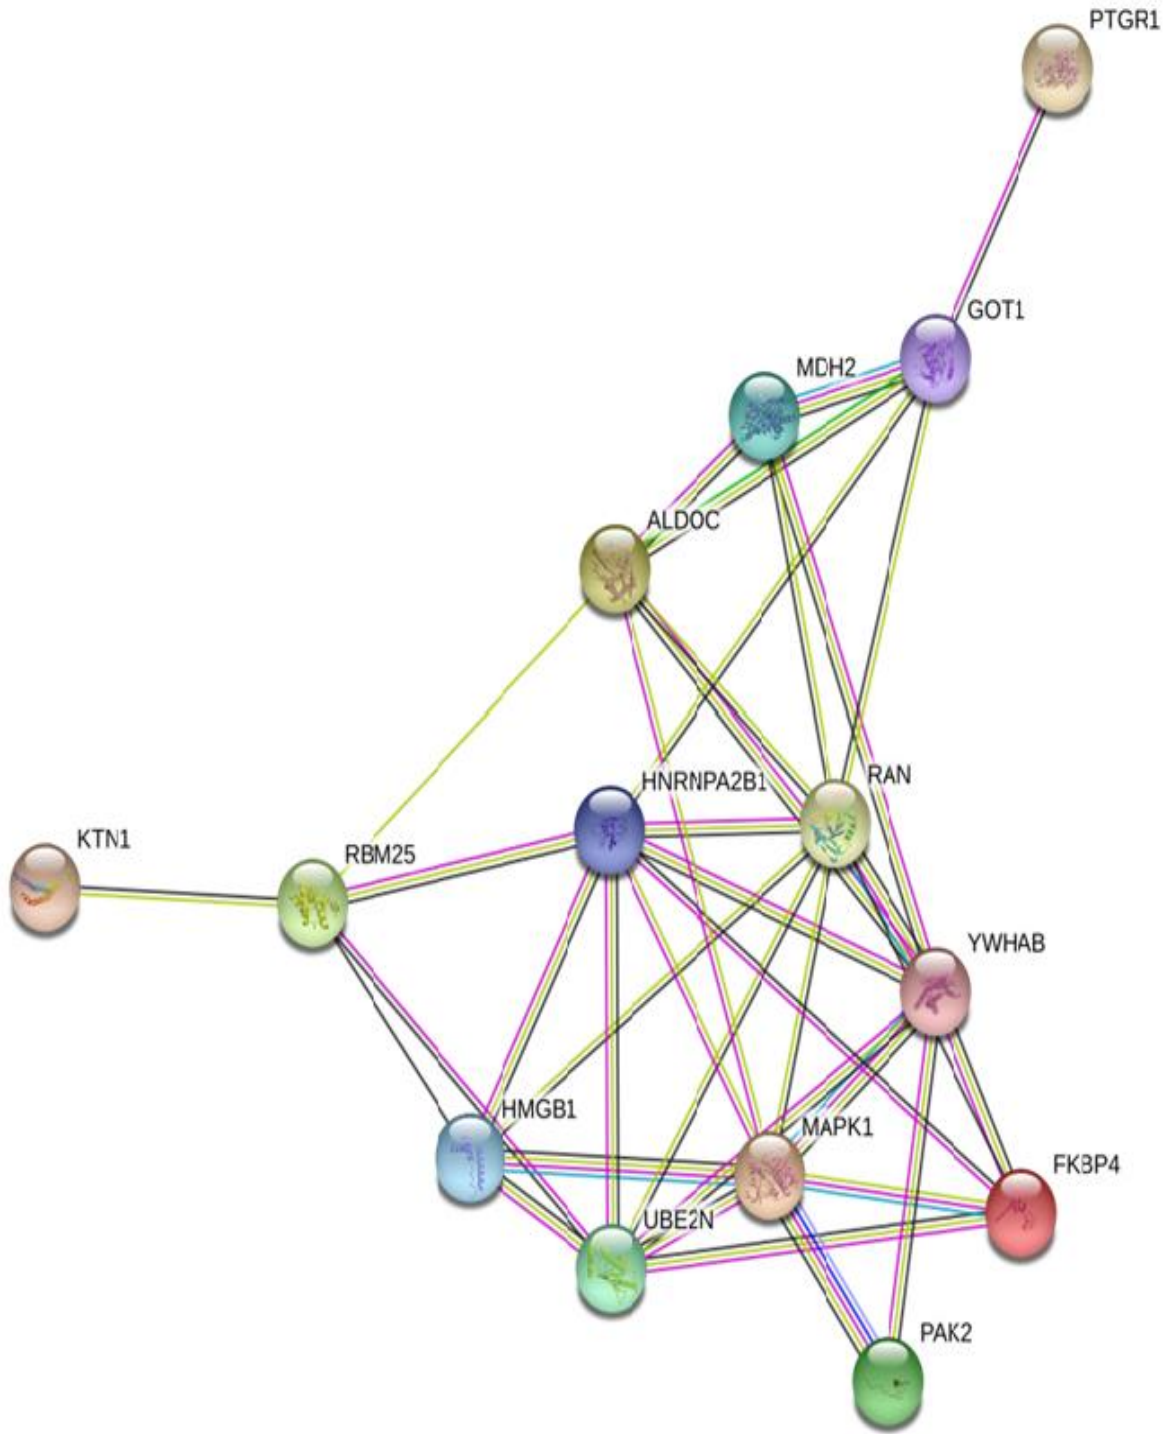 PTGR1
GOT1
MDH2
ALDOC
HNRNPA2B1
RAN
KTN1
RBM25
YWHAB
HMGB1
MAPK1
FKBP4
UBE2N
PAK2